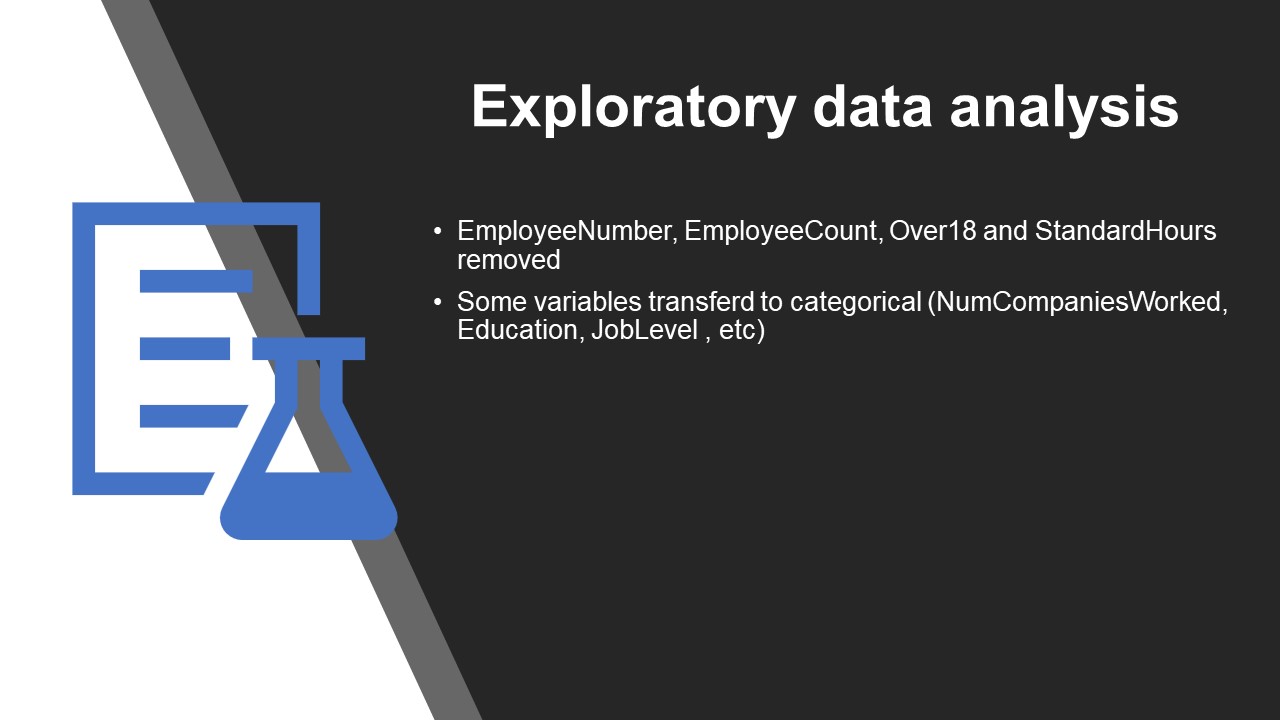 Exploratory data analysis
• EmployeeNumber, EmployeeCount, Over18 and StandardHours
removed
• Some variables transferd to categorical (NumCompaniesWorked,
Education, JobLevel , etc)